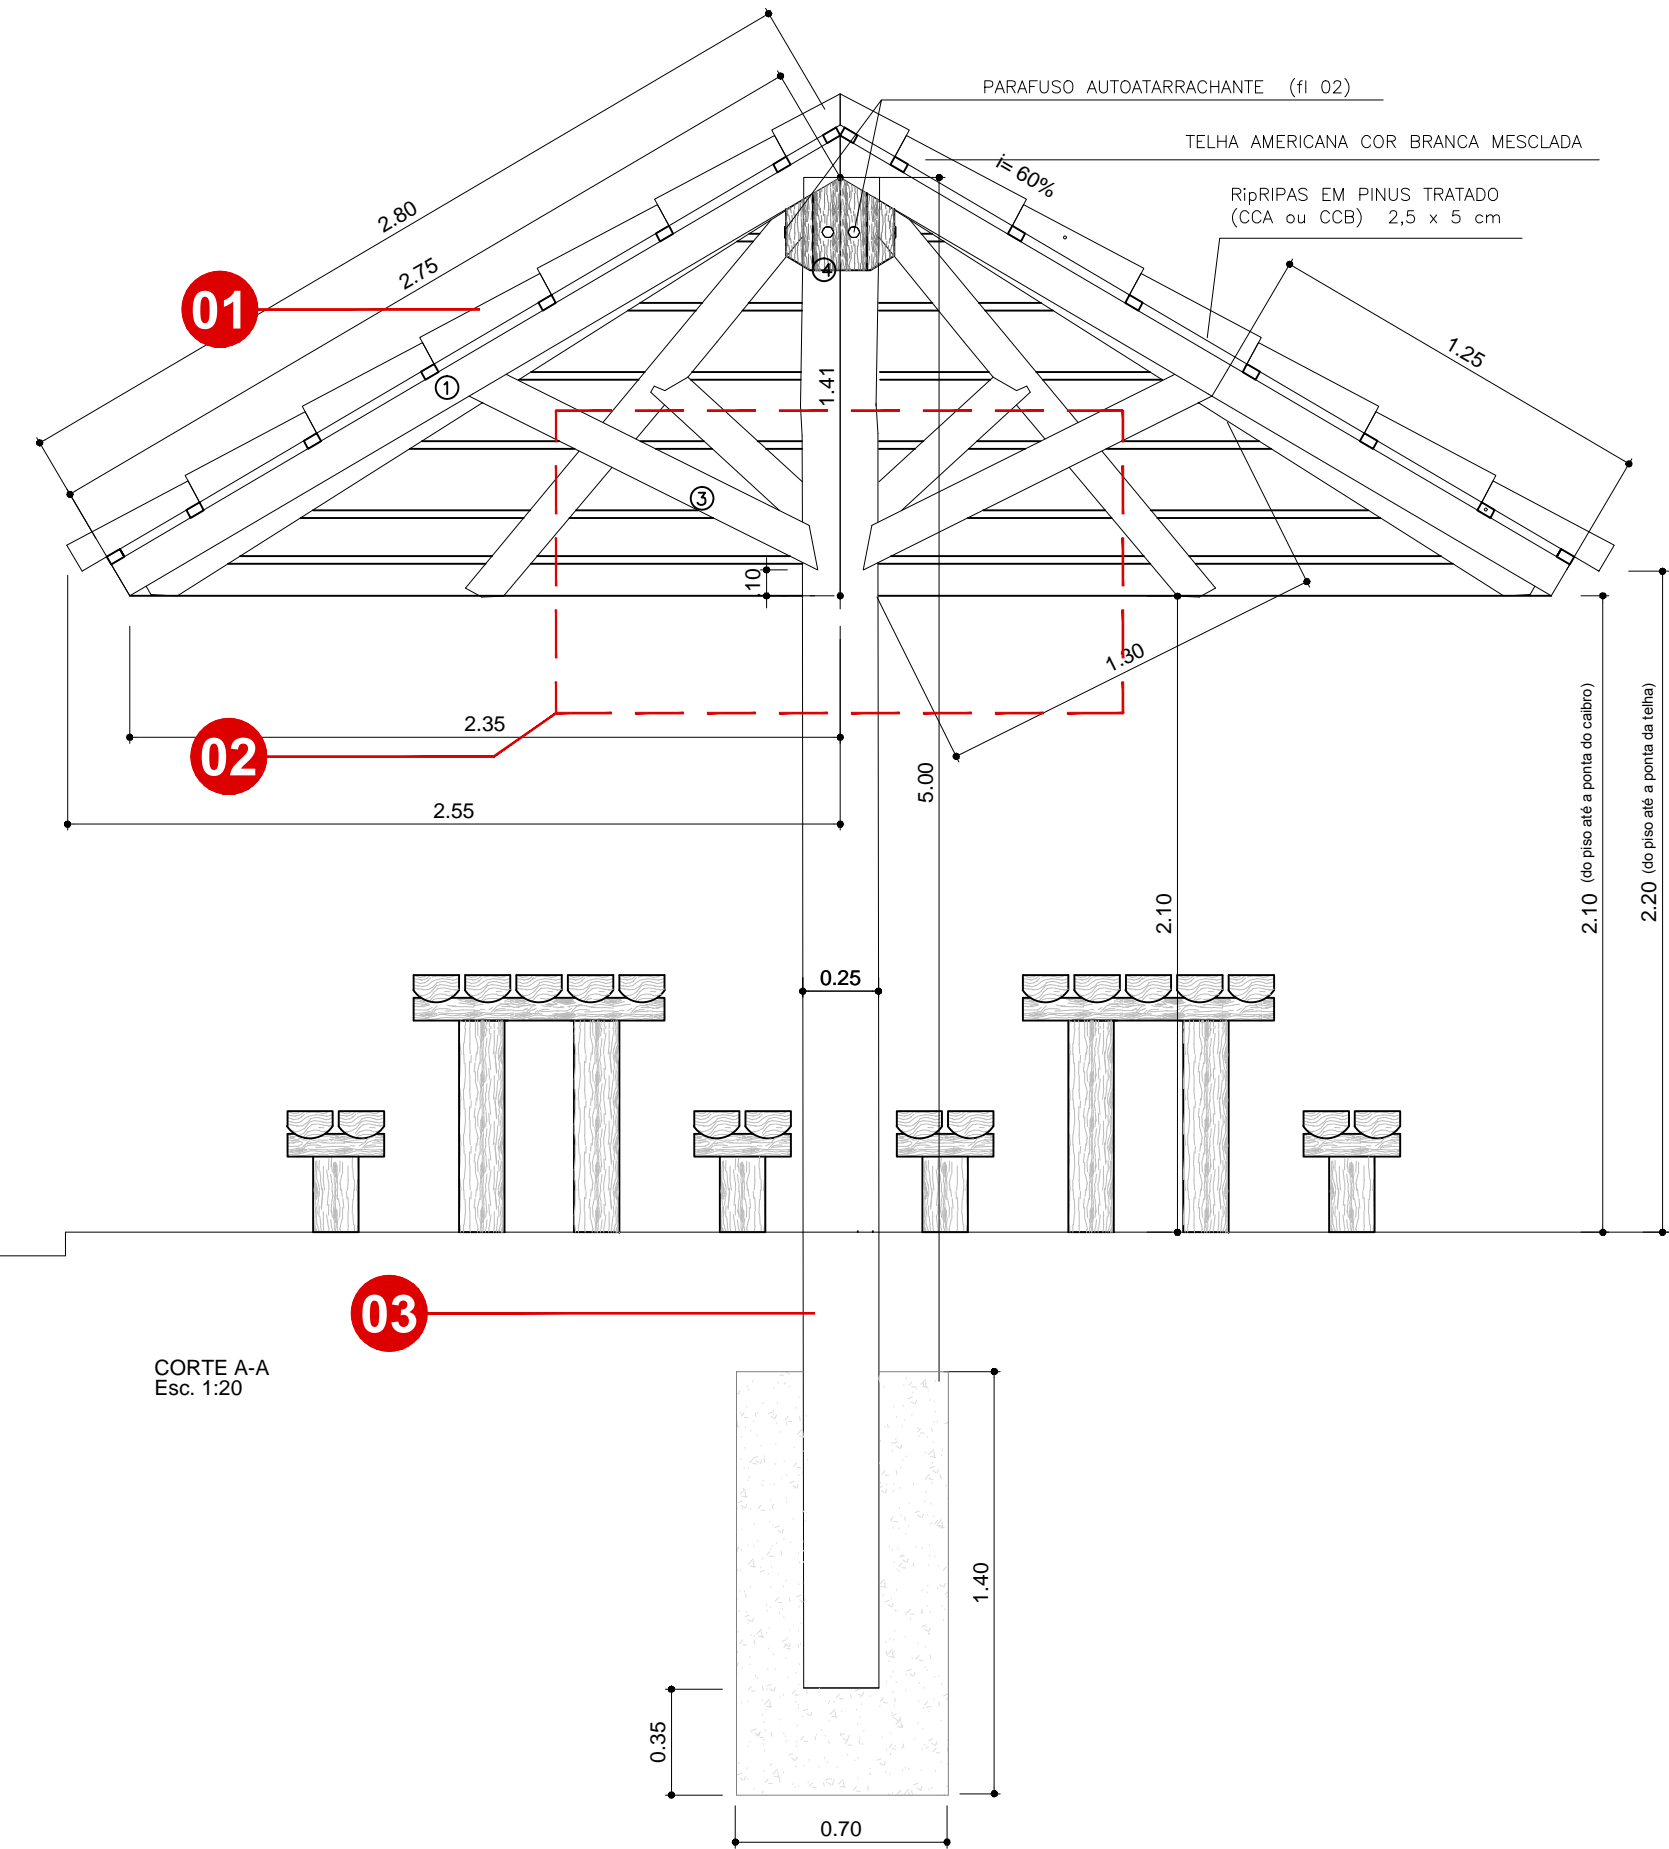 PARAFUSO AUTOATARRACHANTE (fl 02)
TELHA AMERICANA COR BRANCA MESCLADA
i= 60%
RipRIPAS EM PINUS TRATADO
(CCA ou CCB) 2,5 x 5 cm
2.80
2.75
01
1
4
1.41
1.25
3
.10
1.30
2.35
02
2.55
5.00
2.10
2.10 (do piso até a ponta do caibro)
2.20 (do piso até a ponta da telha)
0.25
03
CORTE A-A
Esc. 1:20
1.40
0.35
0.70